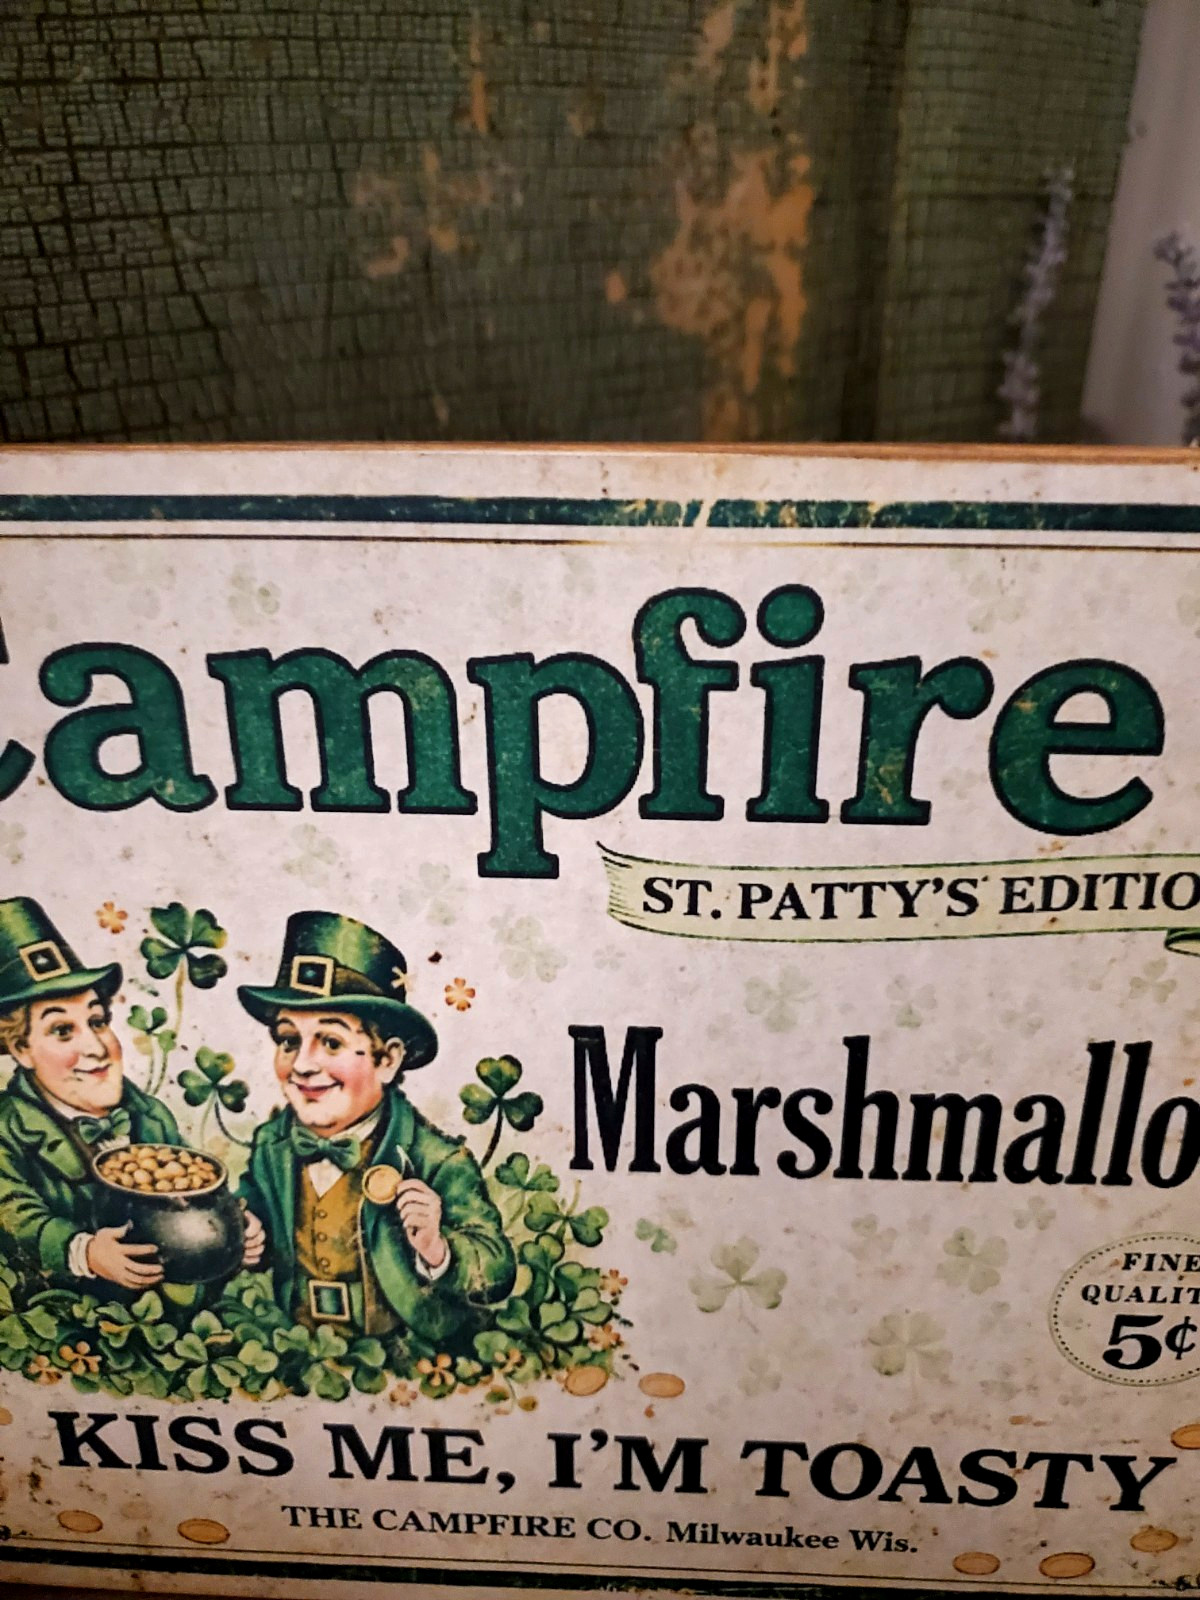 Campfire
ST. PATTY'S EDITIO
Marshmallo
FINE
QUALIT
5¢
KISS ME, I'M TOASTY
THE CAMPFIRE CO. Milwaukee Wis.